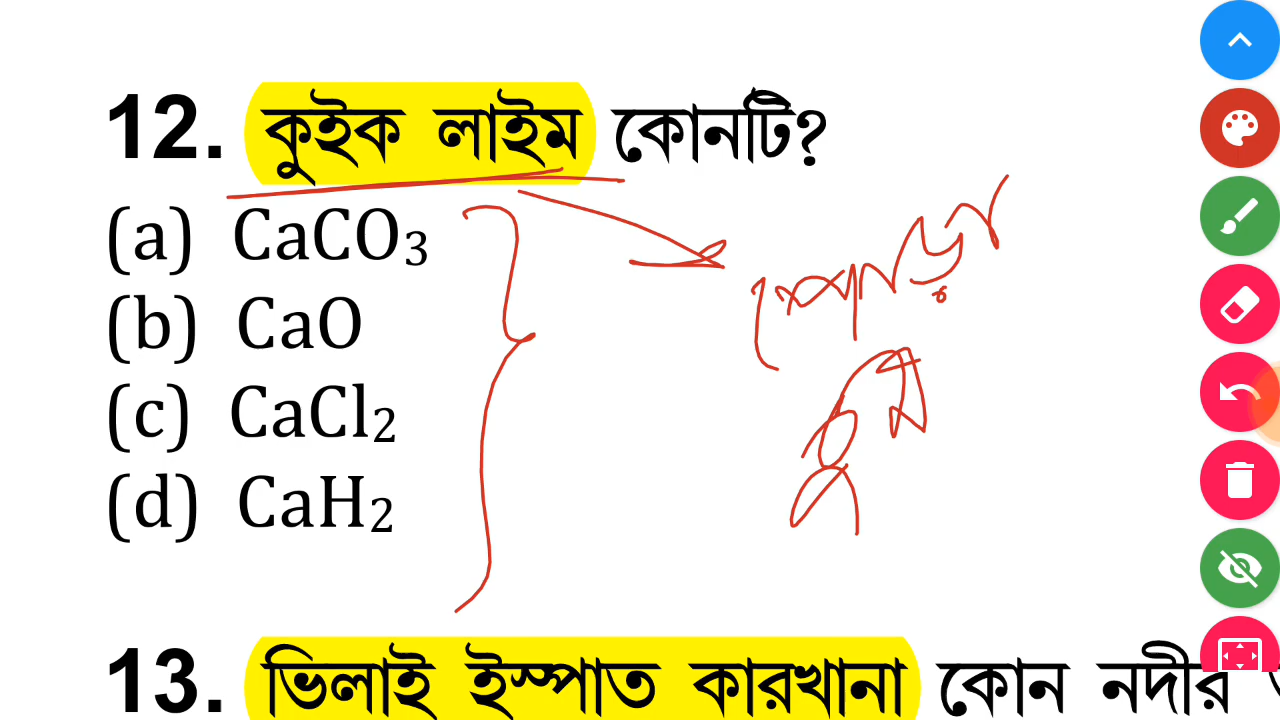 12. কুইক লাইম কোনটি?
(a) CaCO₃
(b) CaO
(c) CaCl₂
(d) CaH₂
13. ভিলাই ইস্পাত কারখানা কোন নদীর